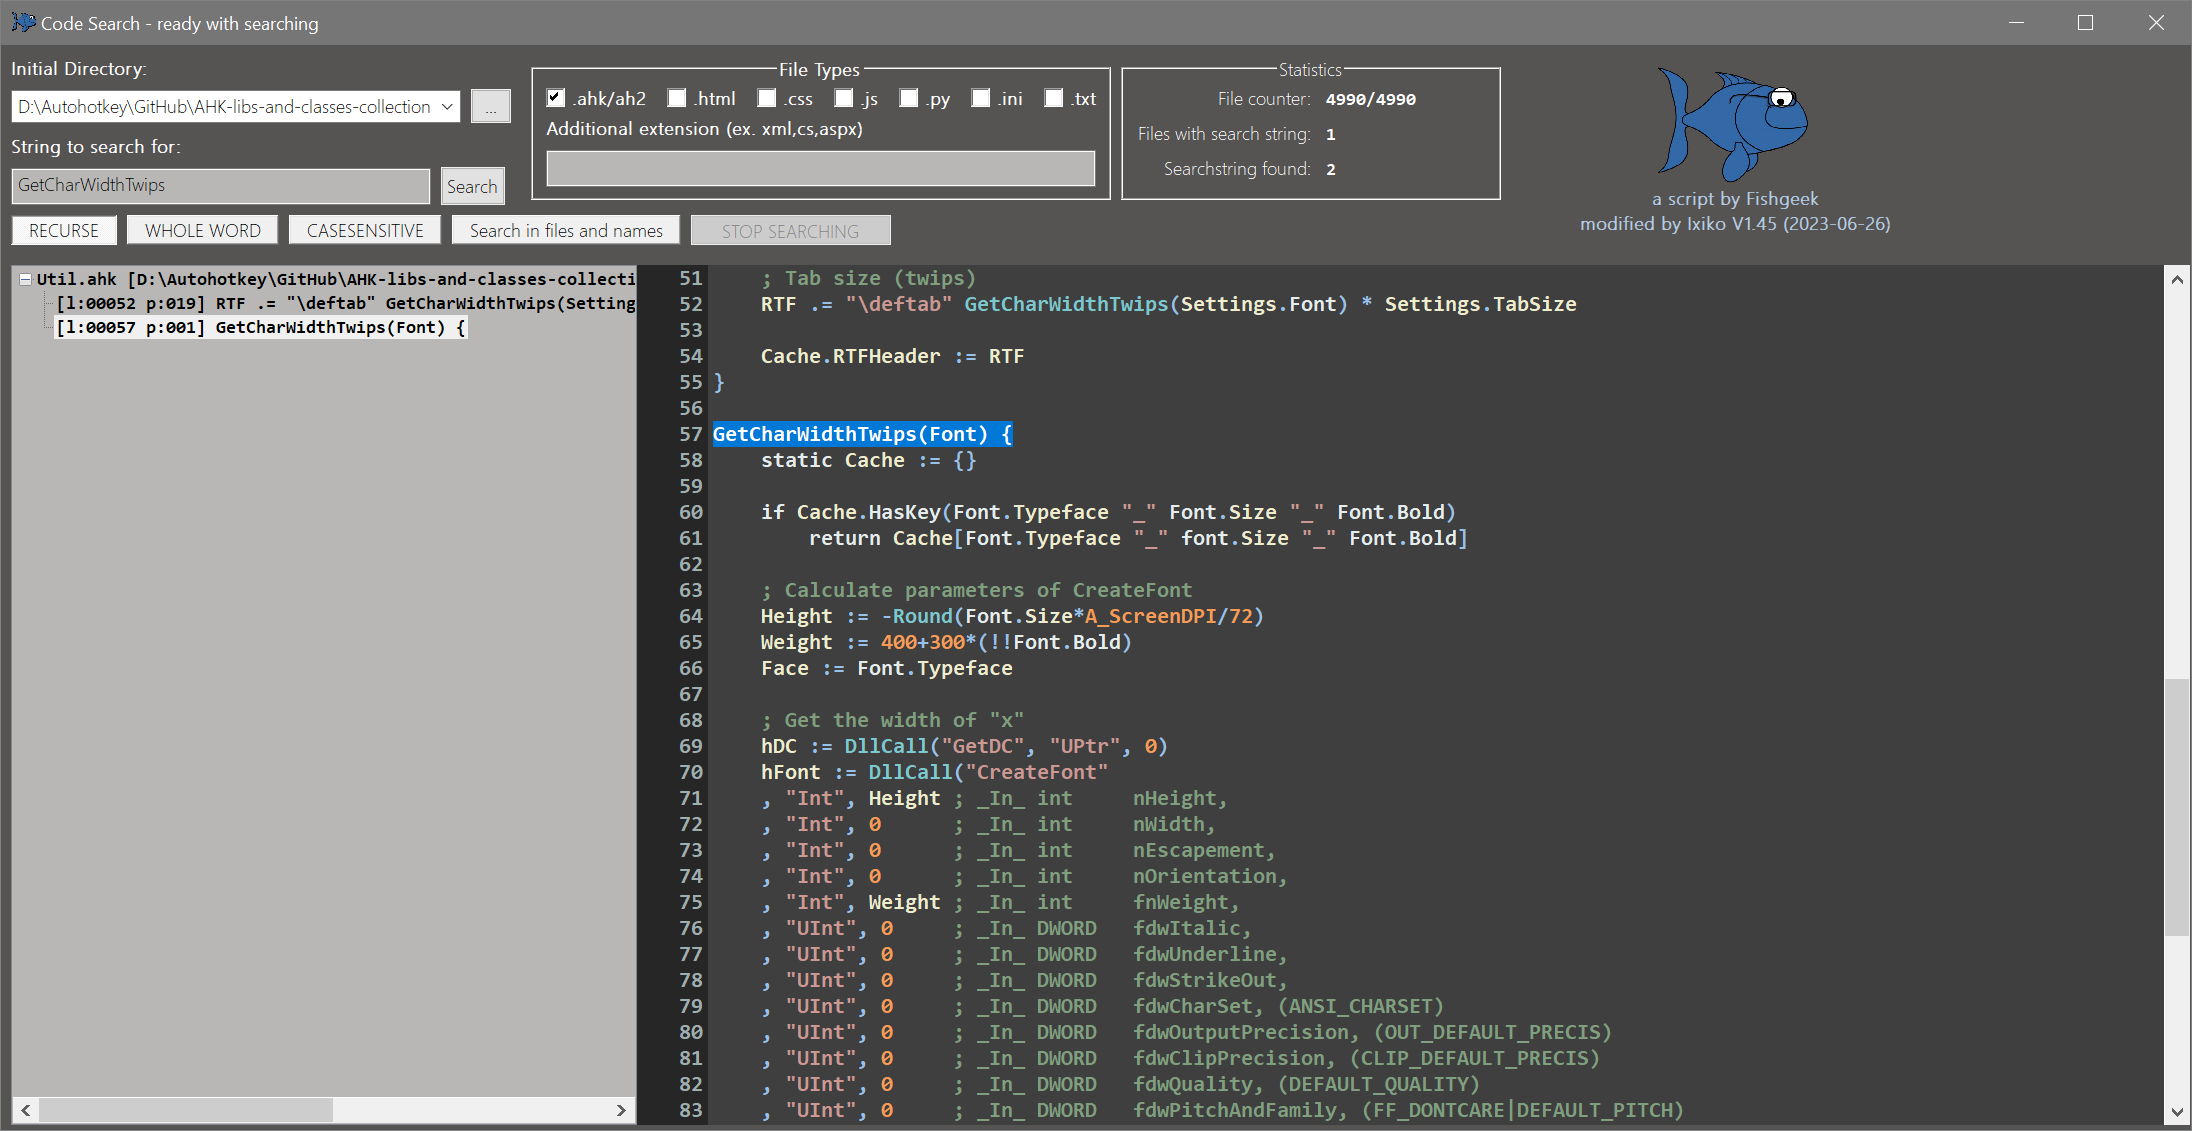 Code Search - ready with searching
Initial Directory:
D:\Autohotkey\GitHub\AHK-libs-and-classes-collection
...
String to search for:
GetCharWidthTwips
Search
File Types
.ahk/ah2 .html .css .js .py .ini .txt
Additional extension (ex. xml,cs,aspx)
Statistics
File counter: 4990/4990
Files with search string: 1
Searchstring found: 2
a script by Fishgeek
modified by Ixiko V1.45 (2023-06-26)
RECURSE WHOLE WORD CASESENSITIVE Search in files and names STOP SEARCHING
Util.ahk [D:\Autohotkey\GitHub\AHK-libs-and-classes-collecti
[l:00052 p:019] RTF .= "\deftab" GetCharWidthTwips(Setting
[l:00057 p:001] GetCharWidthTwips(Font) {
51 ; Tab size (twips)
52 RTF .= "\deftab" GetCharWidthTwips(Settings.Font) * Settings.TabSize
53
54 Cache.RTFHeader := RTF
55 }
56
57 GetCharWidthTwips(Font) {
58 static Cache := {}
59
60 if Cache.HasKey(Font.Typeface "_" Font.Size "_" Font.Bold)
61 return Cache[Font.Typeface "_" font.Size "_" Font.Bold]
62
63 ; Calculate parameters of CreateFont
64 Height := -Round(Font.Size*A_ScreenDPI/72)
65 Weight := 400+300*(!!Font.Bold)
66 Face := Font.Typeface
67
68 ; Get the width of "x"
69 hDC := DllCall("GetDC", "UPtr", 0)
70 hFont := DllCall("CreateFont"
71 , "Int", Height ; _In_ int nHeight,
72 , "Int", 0 ; _In_ int nWidth,
73 , "Int", 0 ; _In_ int nEscapement,
74 , "Int", 0 ; _In_ int nOrientation,
75 , "Int", Weight ; _In_ int fnWeight,
76 , "UInt", 0 ; _In_ DWORD fdwItalic,
77 , "UInt", 0 ; _In_ DWORD fdwUnderline,
78 , "UInt", 0 ; _In_ DWORD fdwStrikeOut,
79 , "UInt", 0 ; _In_ DWORD fdwCharSet, (ANSI_CHARSET)
80 , "UInt", 0 ; _In_ DWORD fdwOutputPrecision, (OUT_DEFAULT_PRECIS)
81 , "UInt", 0 ; _In_ DWORD fdwClipPrecision, (CLIP_DEFAULT_PRECIS)
82 , "UInt", 0 ; _In_ DWORD fdwQuality, (DEFAULT_QUALITY)
83 , "UInt", 0 ; _In_ DWORD fdwPitchAndFamily, (FF_DONTCARE|DEFAULT_PITCH)